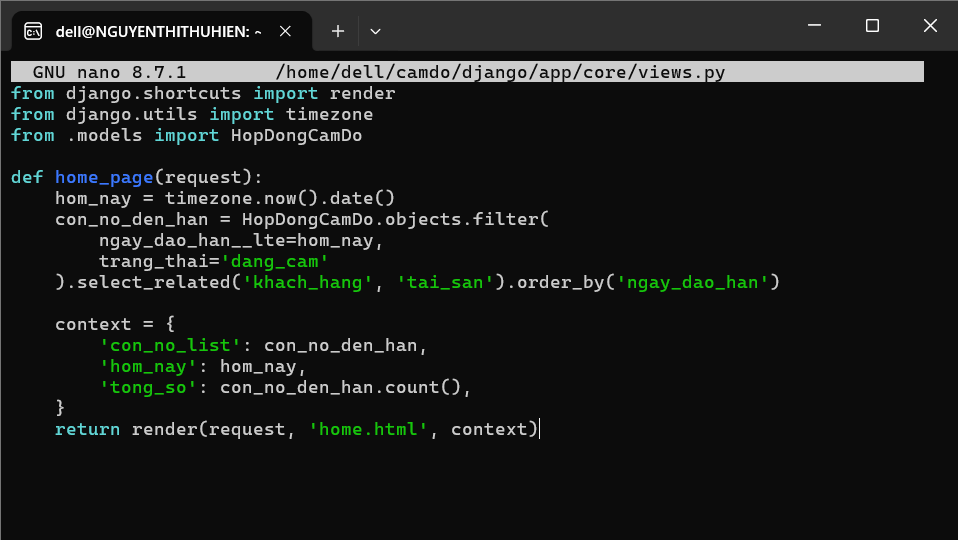 dell@NGUYENTHITHUHIEN: ~
GNU nano 8.7.1 /home/dell/camdo/django/app/core/views.py
from django.shortcuts import render
from django.utils import timezone
from .models import HopDongCamDo

def home_page(request):
    hom_nay = timezone.now().date()
    con_no_den_han = HopDongCamDo.objects.filter(
        ngay_dao_han__lte=hom_nay,
        trang_thai='dang_cam'
    ).select_related('khach_hang', 'tai_san').order_by('ngay_dao_han')

    context = {
        'con_no_list': con_no_den_han,
        'hom_nay': hom_nay,
        'tong_so': con_no_den_han.count(),
    }
    return render(request, 'home.html', context)